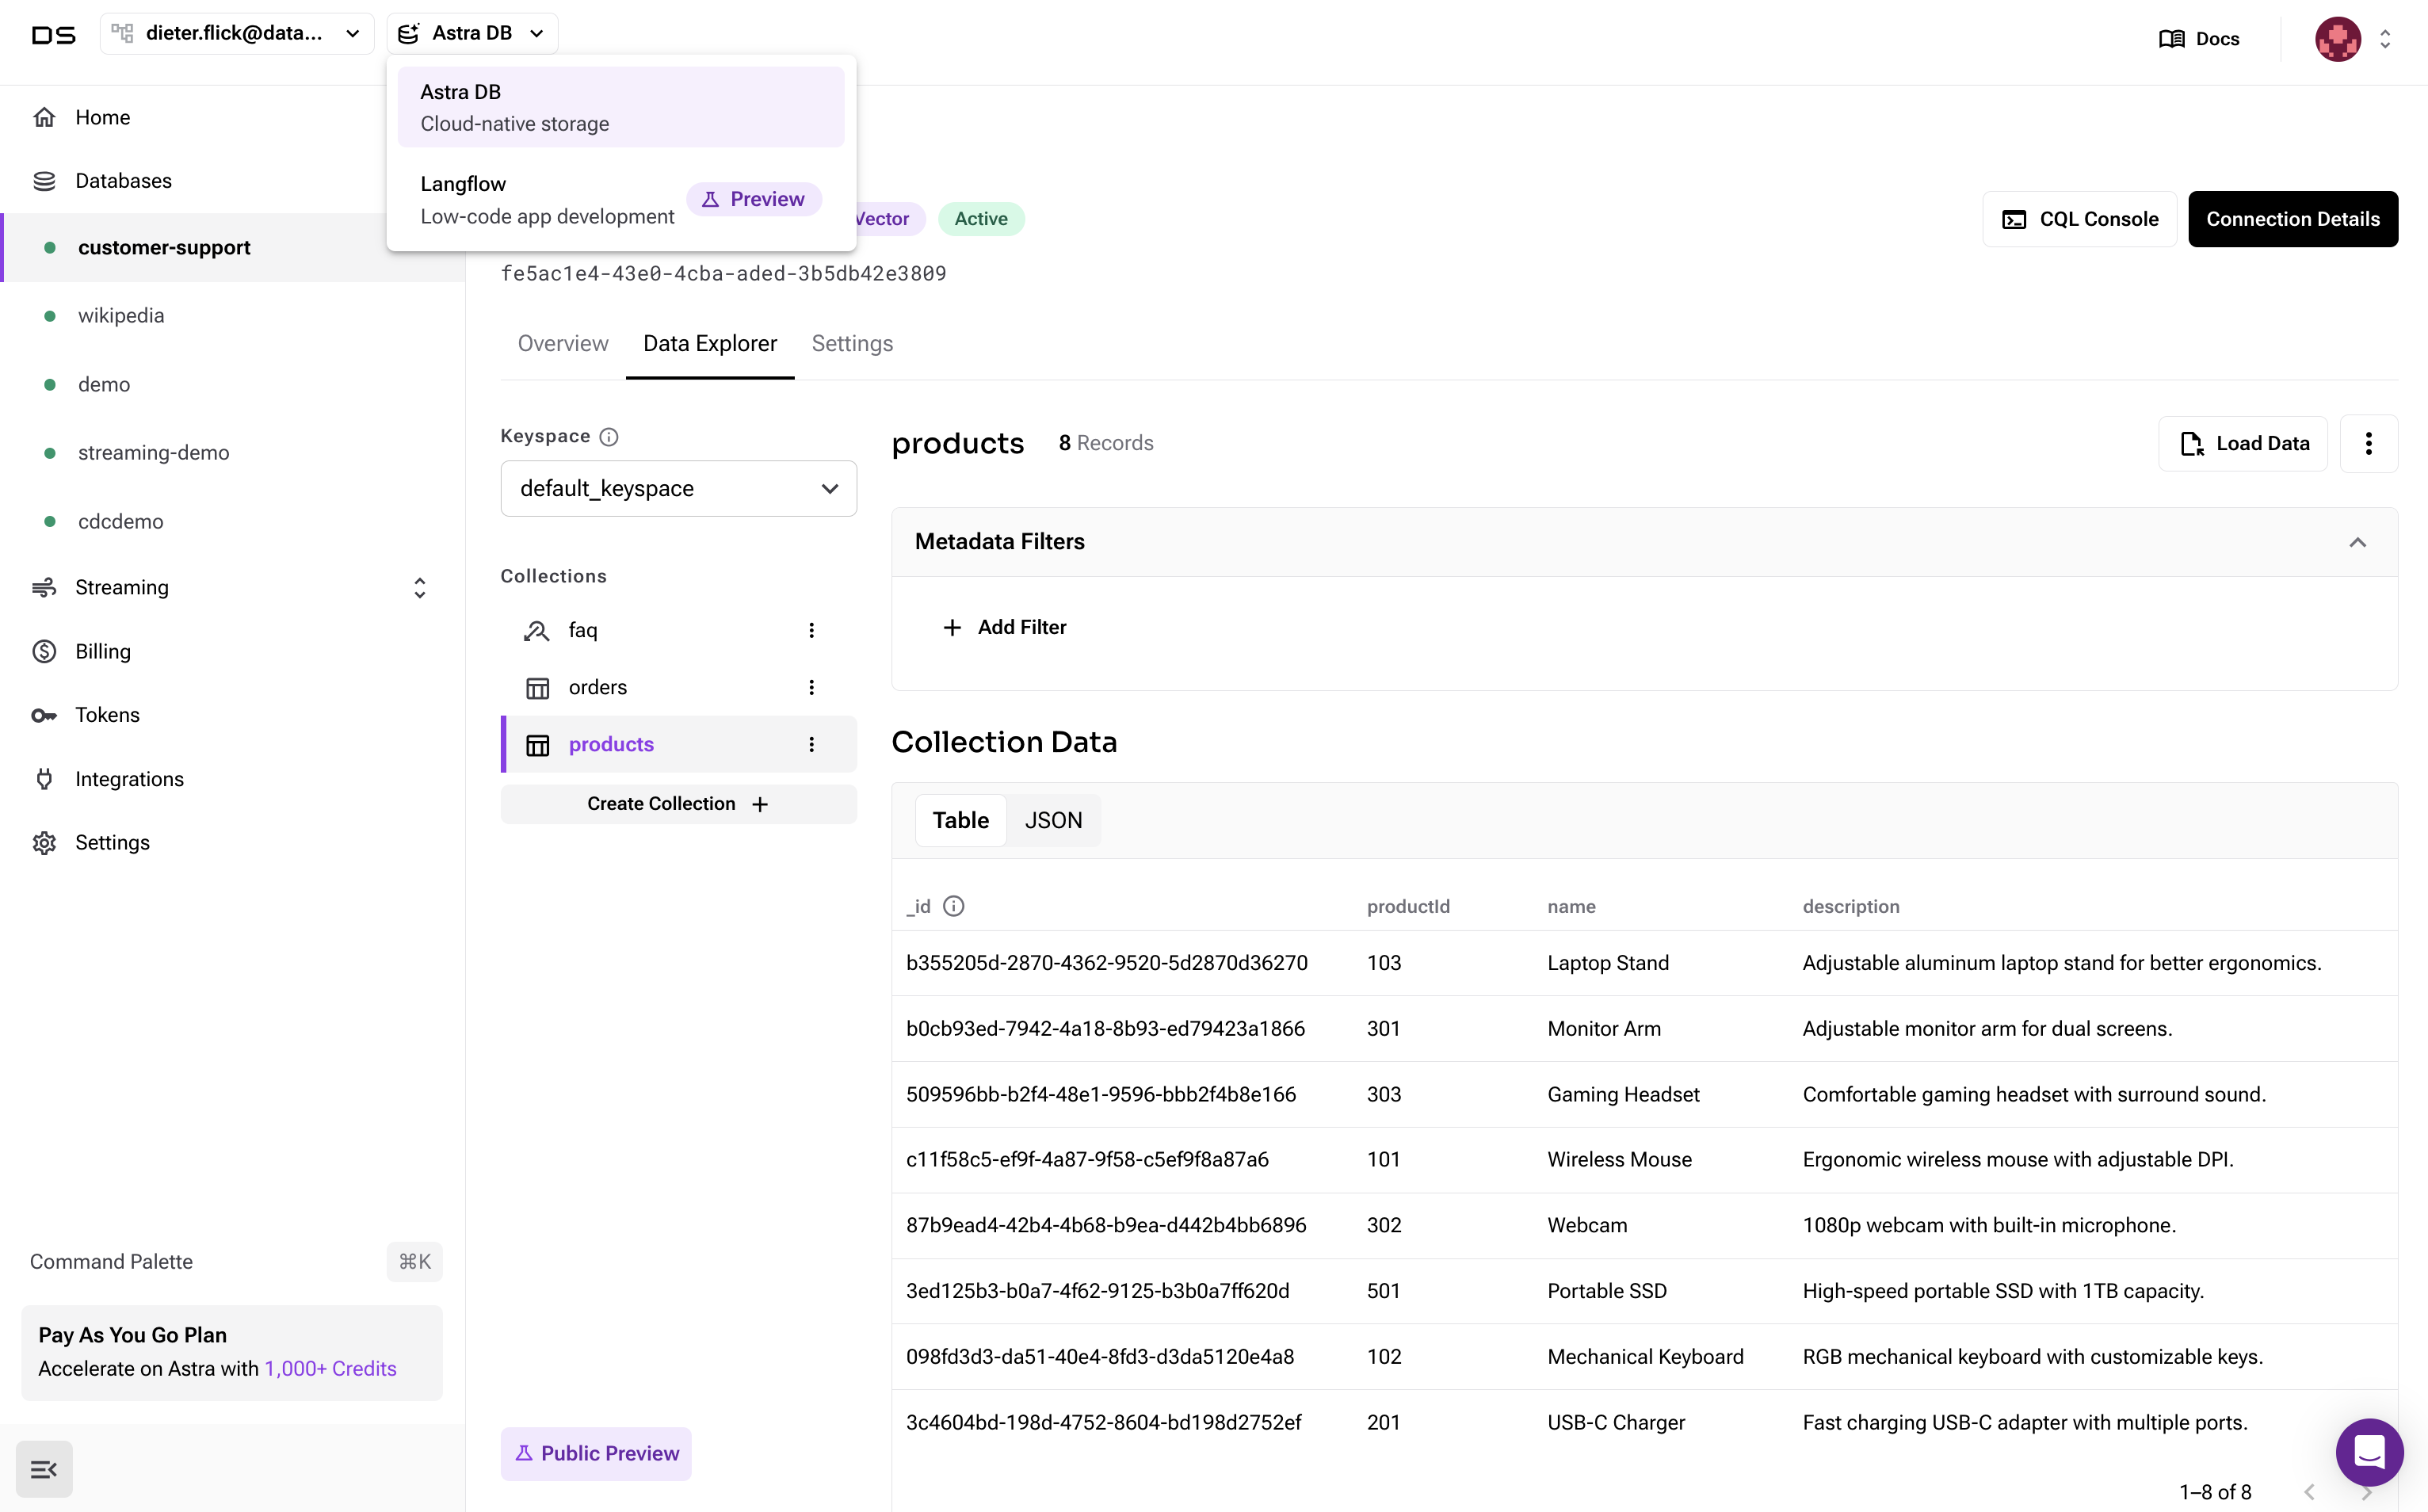 DS
dieter.flick@data...
Astra DB
Docs
Astra DB
Cloud-native storage
Langflow
Low-code app development
Preview
Home
Databases
customer-support
wikipedia
demo
streaming-demo
cdcdemo
Streaming
Billing
Tokens
Integrations
Settings
Command Palette
⌘K
Pay As You Go Plan
Accelerate on Astra with 1,000+ Credits
Vector
Active
CQL Console
Connection Details
fe5ac1e4-43e0-4cba-aded-3b5db42e3809
Overview
Data Explorer
Settings
Keyspace
default_keyspace
Collections
faq
orders
products
Create Collection
Public Preview
products
8 Records
Load Data
Metadata Filters
Add Filter
Collection Data
Table
JSON
_id productId name description
b355205d-2870-4362-9520-5d2870d36270 103 Laptop Stand Adjustable aluminum laptop stand for better ergonomics.
b0cb93ed-7942-4a18-8b93-ed79423a1866 301 Monitor Arm Adjustable monitor arm for dual screens.
509596bb-b2f4-48e1-9596-bbb2f4b8e166 303 Gaming Headset Comfortable gaming headset with surround sound.
c11f58c5-ef9f-4a87-9f58-c5ef9f8a87a6 101 Wireless Mouse Ergonomic wireless mouse with adjustable DPI.
87b9ead4-42b4-4b68-b9ea-d442b4bb6896 302 Webcam 1080p webcam with built-in microphone.
3ed125b3-b0a7-4f62-9125-b3b0a7ff620d 501 Portable SSD High-speed portable SSD with 1TB capacity.
098fd3d3-da51-40e4-8fd3-d3da5120e4a8 102 Mechanical Keyboard RGB mechanical keyboard with customizable keys.
3c4604bd-198d-4752-8604-bd198d2752ef 201 USB-C Charger Fast charging USB-C adapter with multiple ports.
1–8 of 8